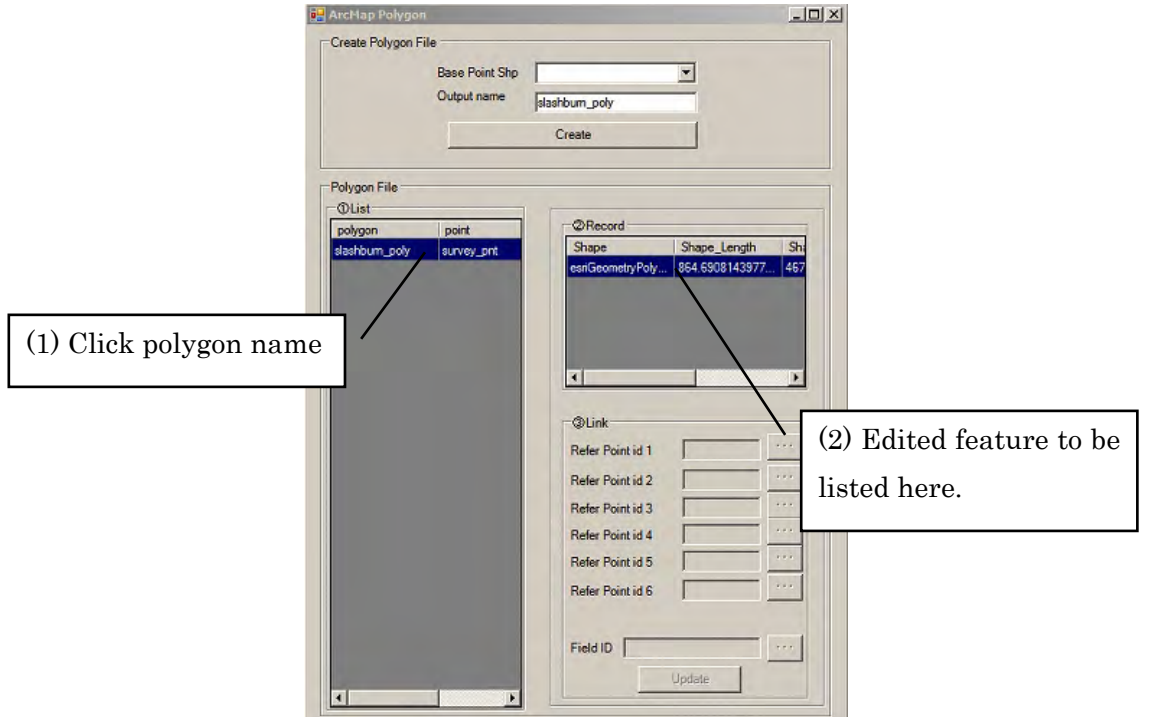 ArcMap Polygon
Create Polygon File
Base Point Shp
Output name slashburn_poly
Create
Polygon File
①List
polygon point
slashburn_poly survey_pnt
②Record
Shape Shape_Length Sha
esriGeometryPoly... 864.6908143977... 467
(1) Click polygon name
③Link
Refer Point id 1 ...
Refer Point id 2 ...
Refer Point id 3 ...
Refer Point id 4 ...
Refer Point id 5 ...
Refer Point id 6 ...
(2) Edited feature to be
listed here.
Field ID ...
Update